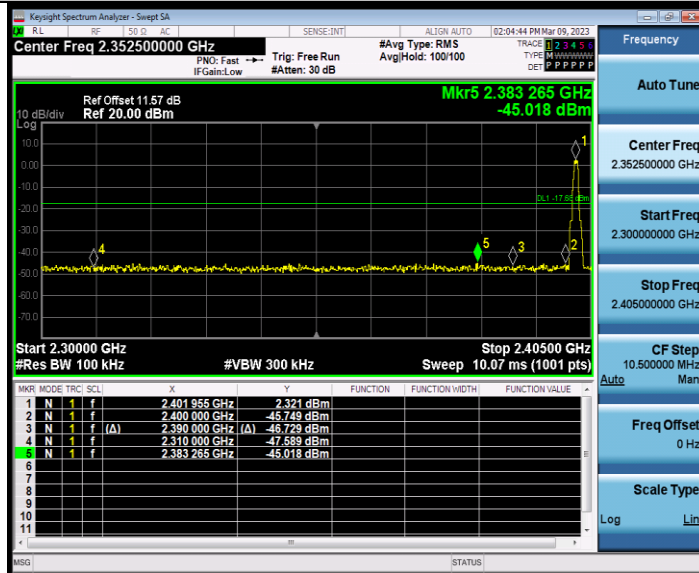 Keysight Spectrum Analyzer - Swept SA
RL RF 50 Ω AC SENSE:INT ALIGN AUTO 02:04:44 PM Mar 09, 2023
Center Freq 2.352500000 GHz #Avg Type: RMS TRACE 1 2 3 4 5 6
PNO: Fast Trig: Free Run Avg|Hold: 100/100 TYPE M
IFGain:Low #Atten: 30 dB DET P P P P P P
Mkr5 2.383 265 GHz
Ref Offset 11.57 dB
10 dB/div Ref 20.00 dBm -45.018 dBm
Log
10.0
0.00
-10.0
-20.0
-30.0
-40.0
-50.0
-60.0
-70.0
1
DL1 -17.68 dBm
4 5 3 2
Start 2.30000 GHz Stop 2.40500 GHz
#Res BW 100 kHz #VBW 300 kHz Sweep 10.07 ms (1001 pts)
MKR MODE TRC SCL X Y FUNCTION FUNCTION WIDTH FUNCTION VALUE
1 N 1 f 2.401 955 GHz 2.321 dBm
2 N 1 f 2.400 000 GHz -45.749 dBm
3 N 1 f (Δ) 2.390 000 GHz (Δ) -46.729 dBm
4 N 1 f 2.310 000 GHz -47.589 dBm
5 N 1 f 2.383 265 GHz -45.018 dBm
6
7
8
9
10
11
MSG STATUS
Frequency
Auto Tune
Center Freq
2.352500000 GHz
Start Freq
2.300000000 GHz
Stop Freq
2.405000000 GHz
CF Step
10.500000 MHz
Auto Man
Freq Offset
0 Hz
Scale Type
Log Lin